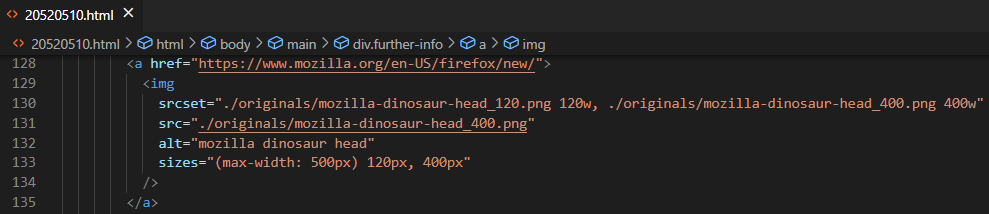 20520510.html
20520510.html > html > body > main > div.further-info > a > img
128 <a href="https://www.mozilla.org/en-US/firefox/new/">
129 <img
130 srcset="./originals/mozilla-dinosaur-head_120.png 120w, ./originals/mozilla-dinosaur-head_400.png 400w"
131 src="./originals/mozilla-dinosaur-head_400.png"
132 alt="mozilla dinosaur head"
133 sizes="(max-width: 500px) 120px, 400px"
134 />
135 </a>